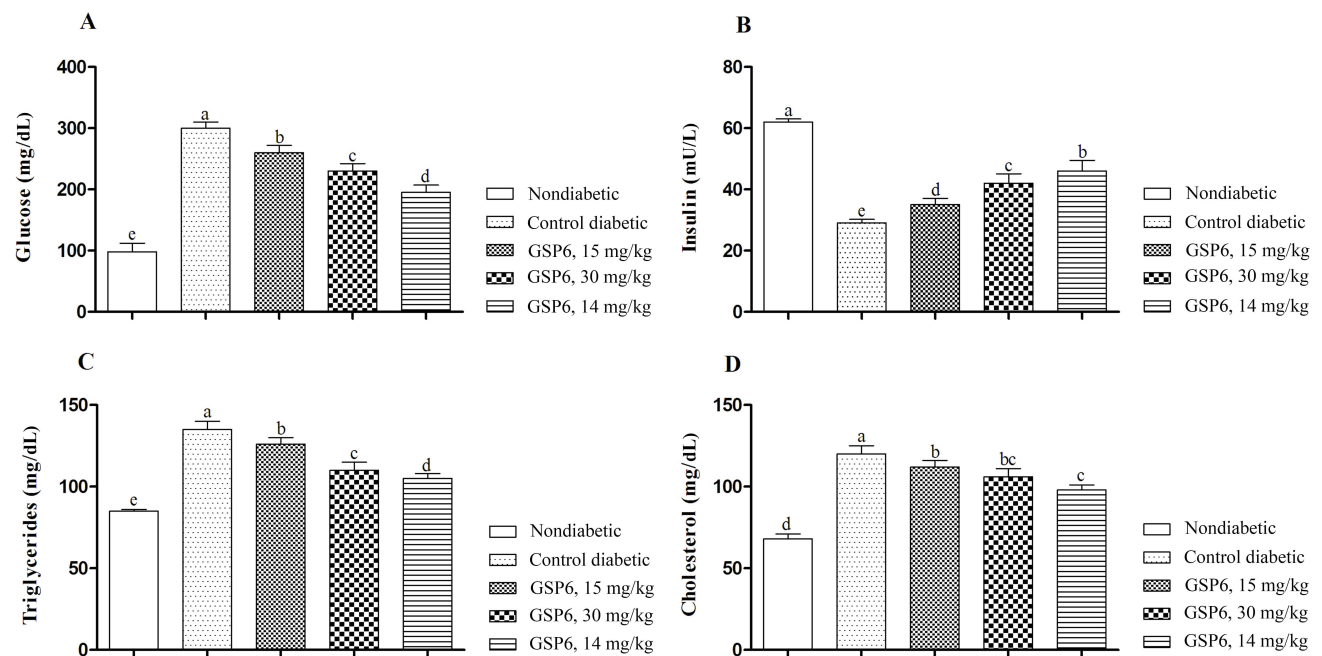 A
Glucose (mg/dL)
400
300
200
100
0
e
a
b
c
d
Nondiabetic
Control diabetic
GSP6, 15 mg/kg
GSP6, 30 mg/kg
GSP6, 14 mg/kg
B
Insulin (mU/L)
80
60
40
20
0
a
e
d
c
b
Nondiabetic
Control diabetic
GSP6, 15 mg/kg
GSP6, 30 mg/kg
GSP6, 14 mg/kg
C
Triglycerides (mg/dL)
150
100
50
0
e
a
b
c
d
Nondiabetic
Control diabetic
GSP6, 15 mg/kg
GSP6, 30 mg/kg
GSP6, 14 mg/kg
D
Cholesterol (mg/dL)
150
100
50
0
d
a
b
bc
c
Nondiabetic
Control diabetic
GSP6, 15 mg/kg
GSP6, 30 mg/kg
GSP6, 14 mg/kg